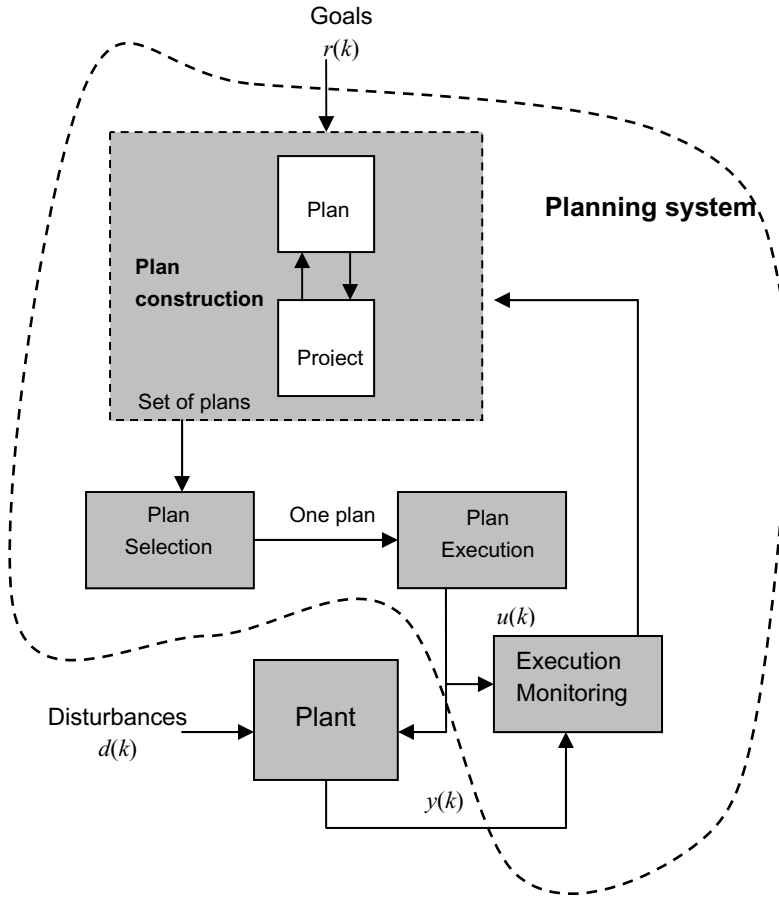 Goals
r(k)
Planning system
Plan
Plan
construction
Project
Set of plans
Plan
Selection
One plan
Plan
Execution
u(k)
Execution
Monitoring
Plant
Disturbances
d(k)
y(k)